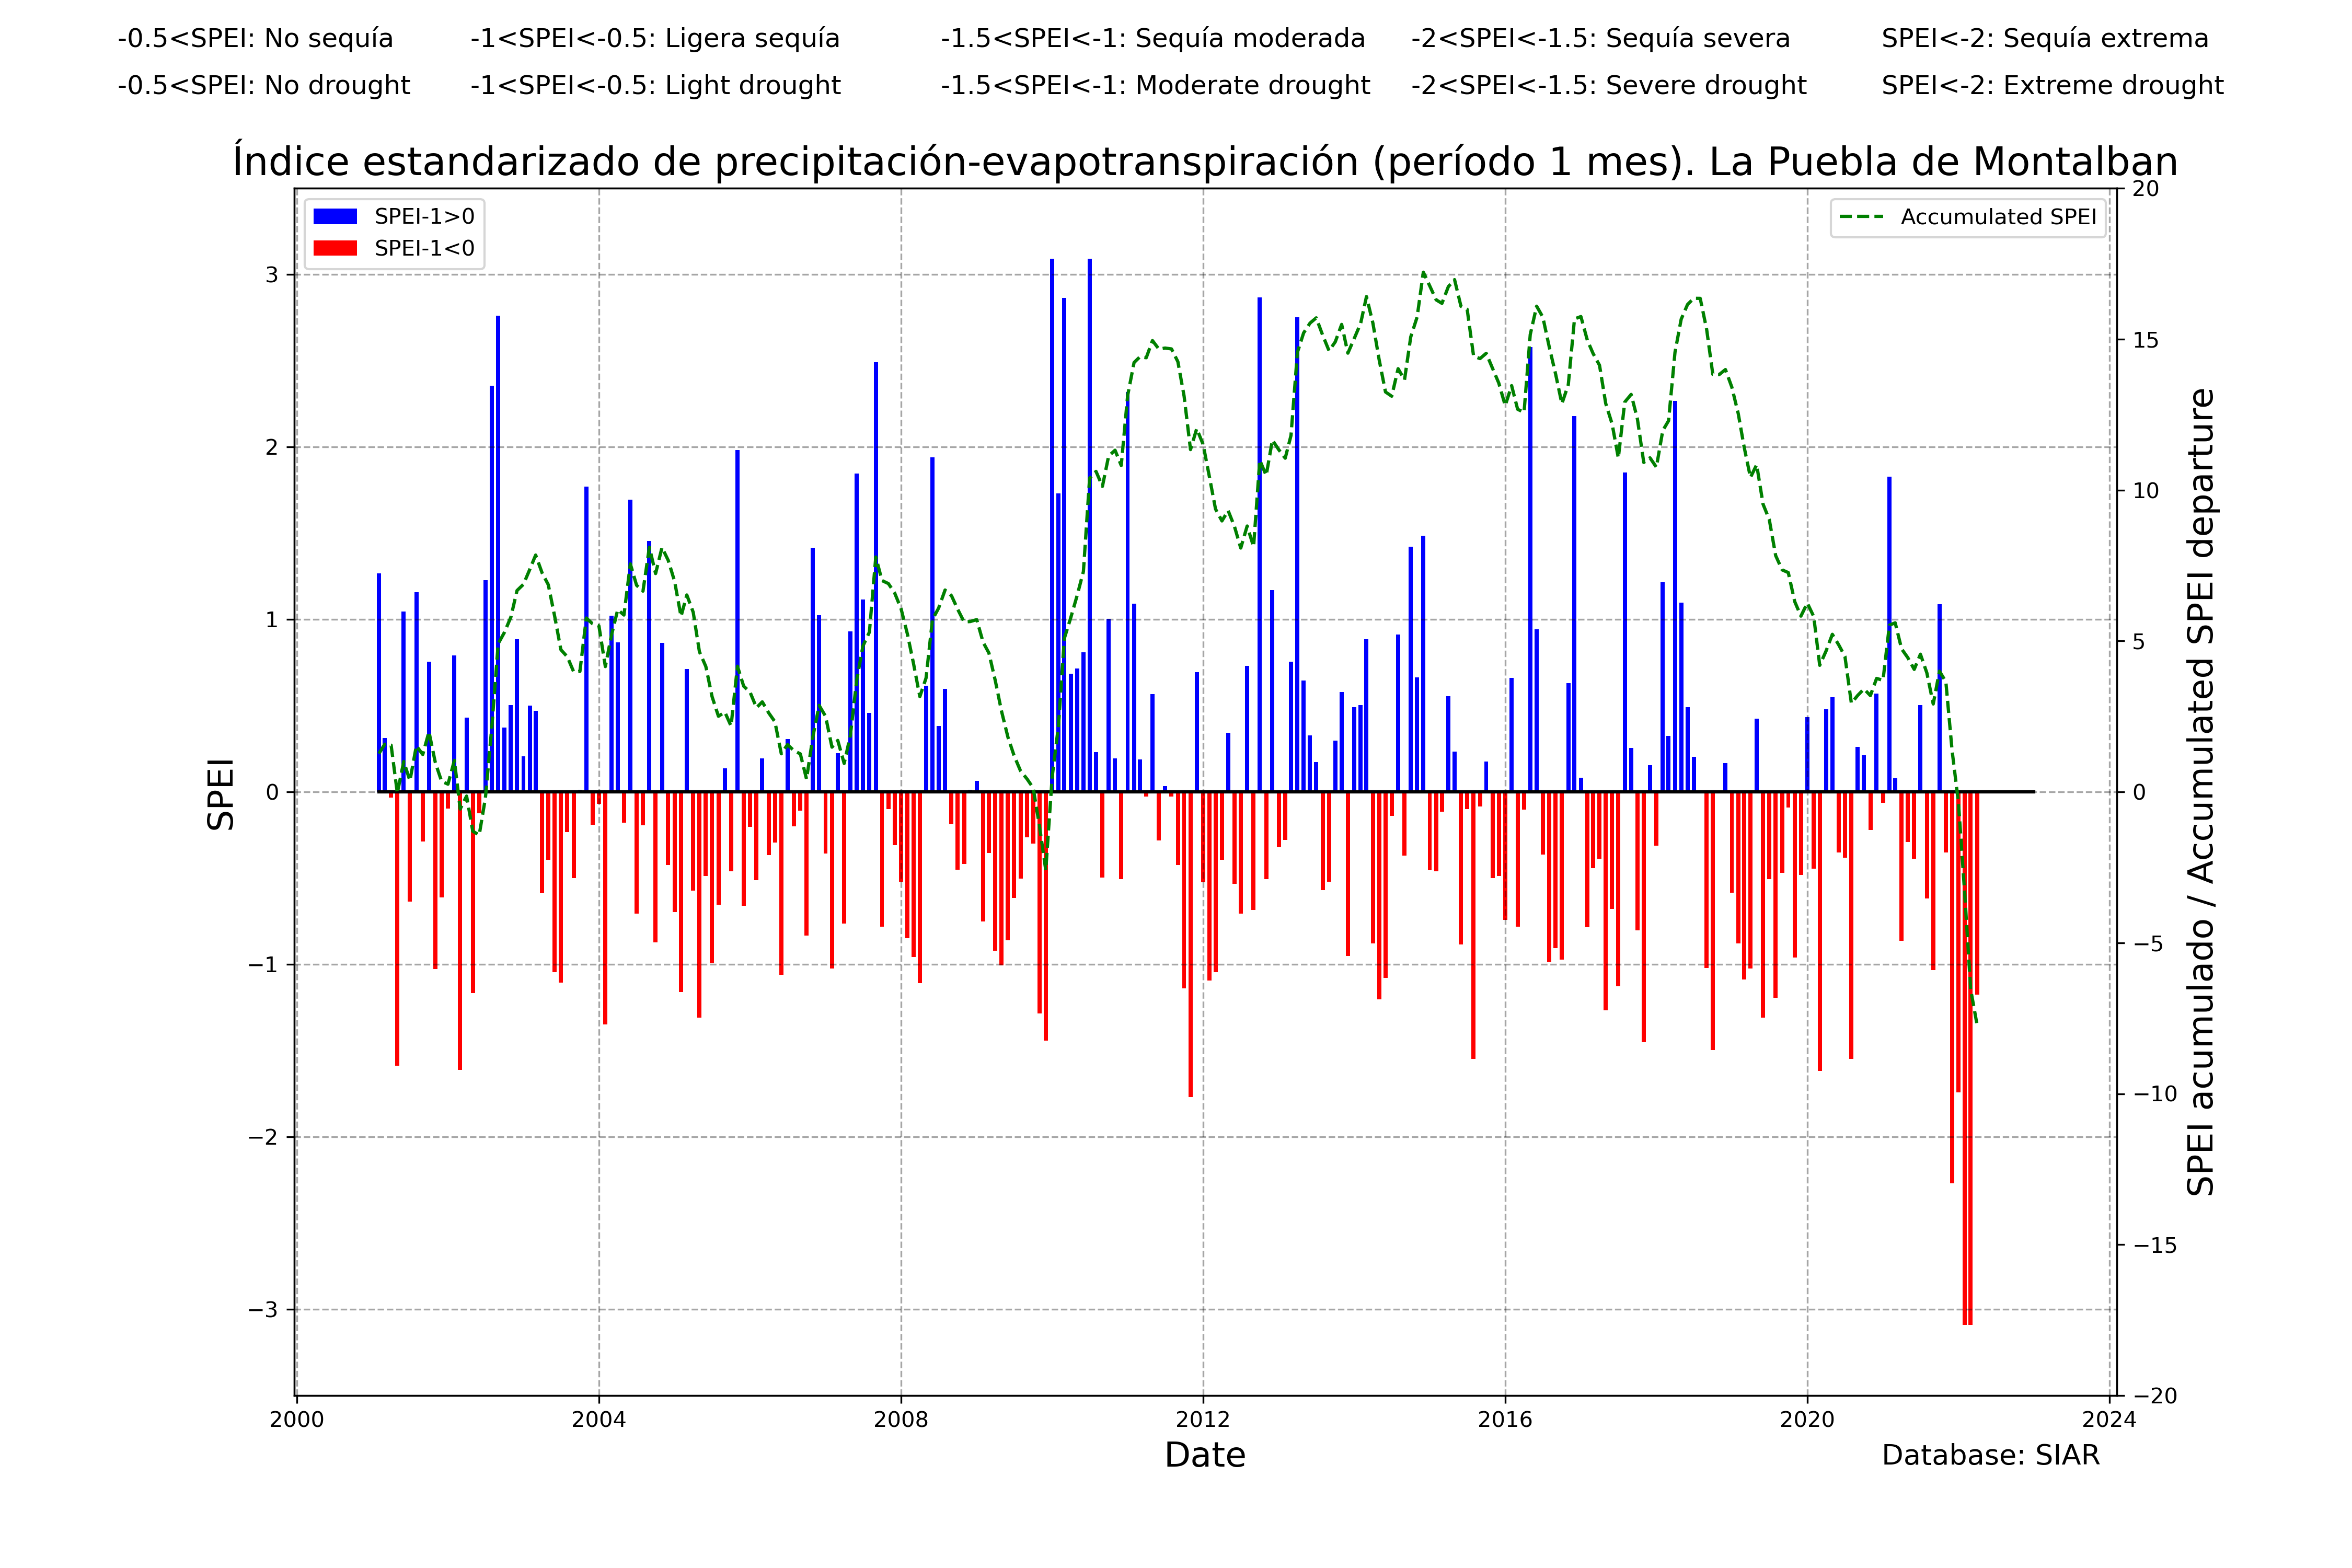 -0.5<SPEI: No sequía -1<SPEI<-0.5: Ligera sequía -1.5<SPEI<-1: Sequía moderada -2<SPEI<-1.5: Sequía severa SPEI<-2: Sequía extrema
-0.5<SPEI: No drought -1<SPEI<-0.5: Light drought -1.5<SPEI<-1: Moderate drought -2<SPEI<-1.5: Severe drought SPEI<-2: Extreme drought
Índice estandarizado de precipitación-evapotranspiración (período 1 mes). La Puebla de Montalban
SPEI-1>0
SPEI-1<0
Accumulated SPEI
3
2
1
0
−1
−2
−3
SPEI
20
15
10
5
0
−5
−10
−15
−20
SPEI acumulado / Accumulated SPEI departure
2000 2004 2008 2012 2016 2020 2024
Date
Database: SIAR